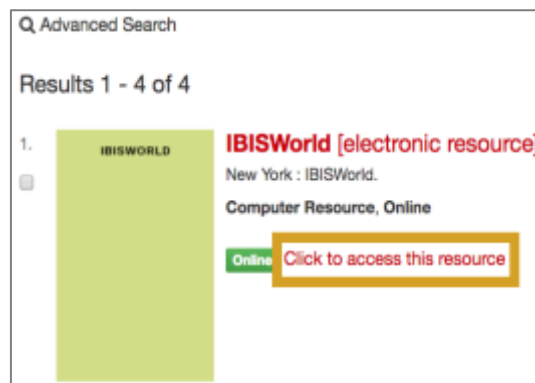 Advanced Search
Results 1 - 4 of 4
1.
IBISWORLD
IBISWorld [electronic resource]
New York : IBISWorld.
Computer Resource, Online
Online Click to access this resource